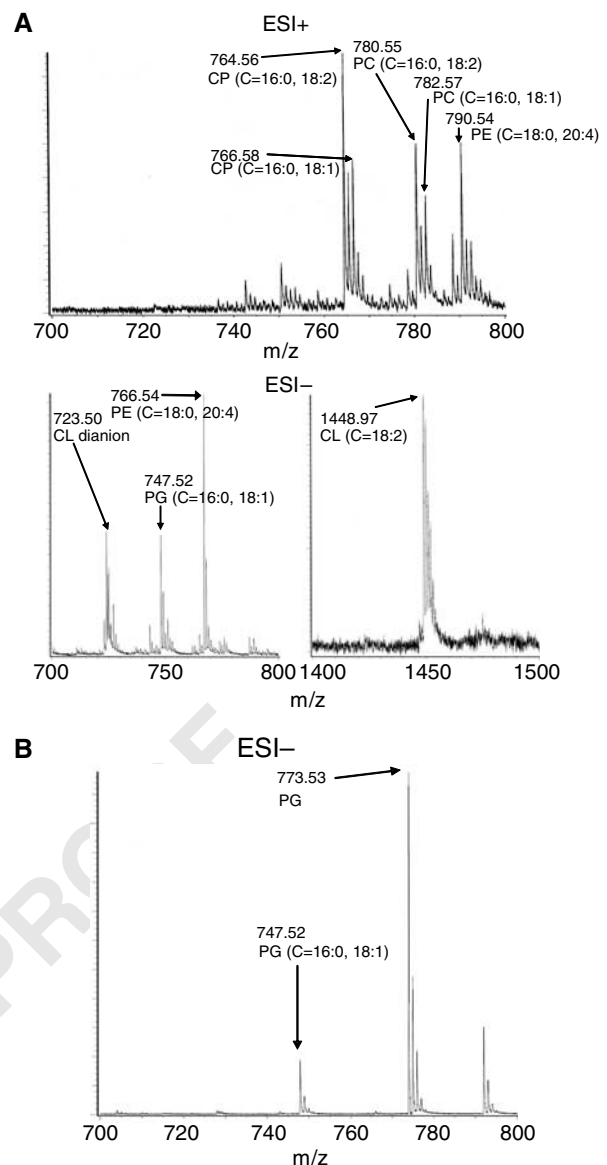 A
ESI+
764.56
CP (C=16:0, 18:2)
780.55
PC (C=16:0, 18:2)
782.57
PC (C=16:0, 18:1)
790.54
PE (C=18:0, 20:4)
766.58
CP (C=16:0, 18:1)
700 720 740 760 780 800
m/z
ESI–
766.54
PE (C=18:0, 20:4)
723.50
CL dianion
747.52
PG (C=16:0, 18:1)
1448.97
CL (C=18:2)
700 750 800 1400 1450 1500
m/z
B
ESI–
773.53
PG
747.52
PG (C=16:0, 18:1)
700 720 740 760 780 800
m/z